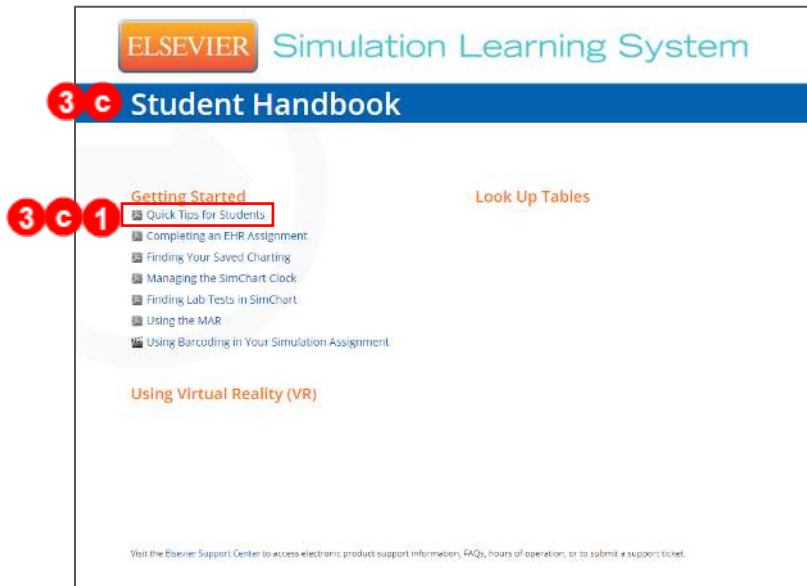 ELSEVIER Simulation Learning System
3 c Student Handbook
Getting Started
Look Up Tables
3 c 1 Quick Tips for Students
Completing an EHR Assignment
Finding Your Saved Charting
Managing the SimChart Clock
Finding Lab Tests in SimChart
Using the MAR
Using Barcoding in Your Simulation Assignment
Using Virtual Reality (VR)
Visit the Elsevier Support Center to access electronic product support information, FAQs, hours of operation, or to submit a support ticket.